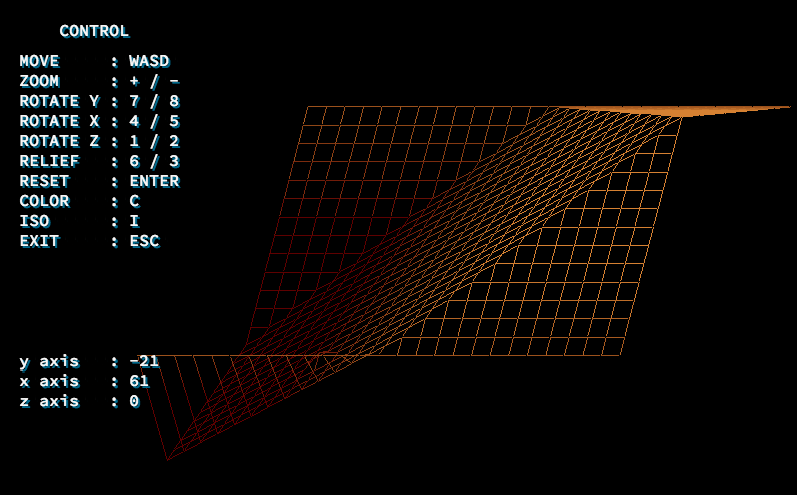 CONTROL
MOVE : WASD
ZOOM : + / -
ROTATE Y : 7 / 8
ROTATE X : 4 / 5
ROTATE Z : 1 / 2
RELIEF : 6 / 3
RESET : ENTER
COLOR : C
ISO : I
EXIT : ESC
y axis : -21
x axis : 61
z axis : 0